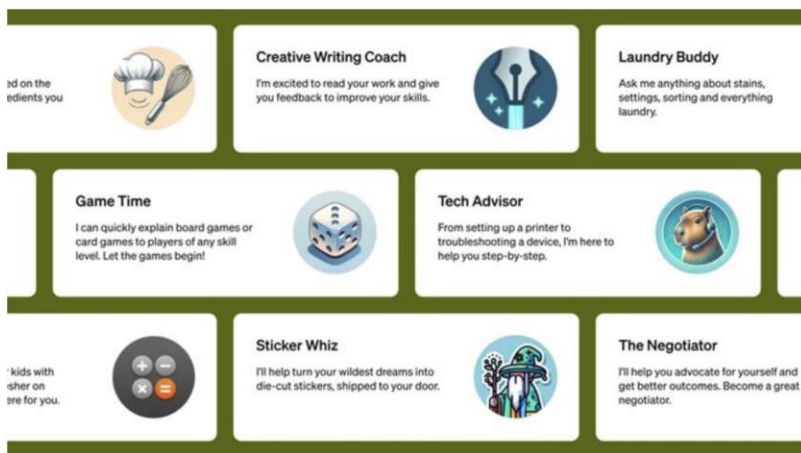 ed on the
edients you
Creative Writing Coach
I'm excited to read your work and give
you feedback to improve your skills.
Laundry Buddy
Ask me anything about stains,
settings, sorting and everything
laundry.
Game Time
I can quickly explain board games or
card games to players of any skill
level. Let the games begin!
Tech Advisor
From setting up a printer to
troubleshooting a device, I'm here to
help you step-by-step.
kids with
esher on
ere for you.
Sticker Whiz
I'll help turn your wildest dreams into
die-cut stickers, shipped to your door.
The Negotiator
I'll help you advocate for yourself and
get better outcomes. Become a great
negotiator.